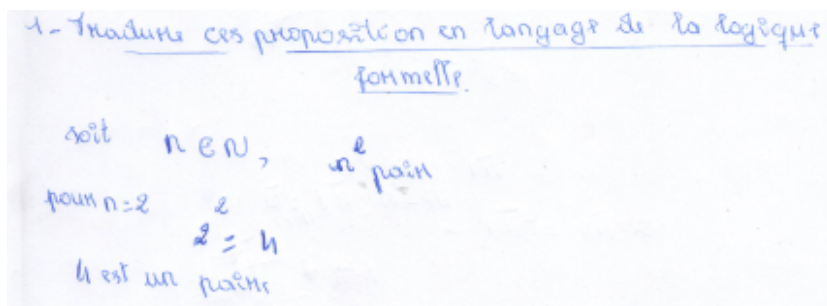 1- Traduire ces proposition en langage de la logique
formelle.
soit n ∈ N, n² pair
pour n=2 2² = 4
4 est un pair